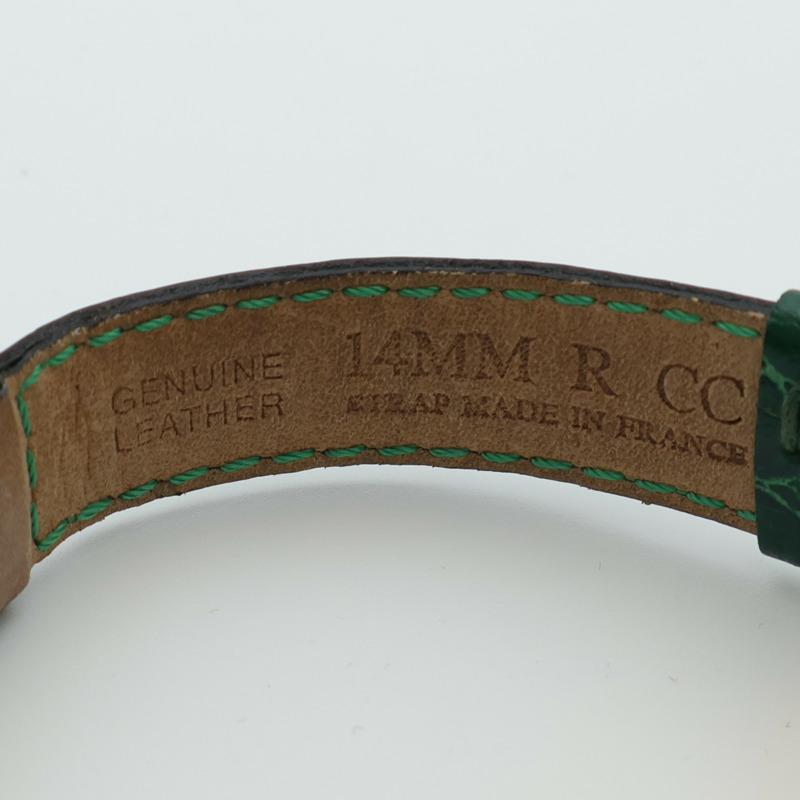 GENUINE
LEATHER
14MM R CC
STRAP MADE IN FRANCE